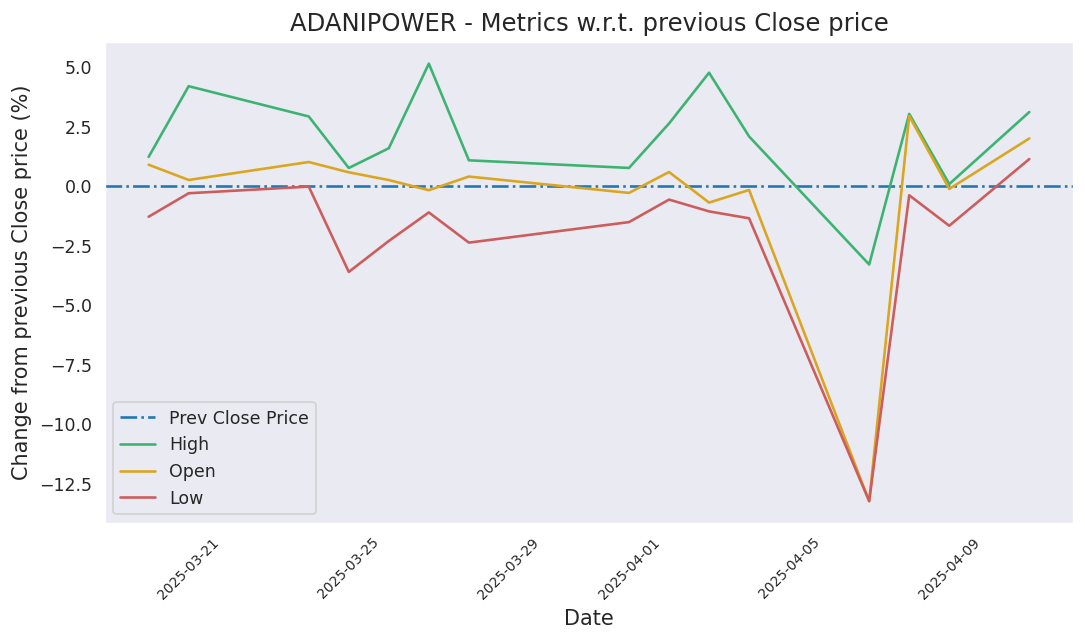 ADANIPOWER - Metrics w.r.t. previous Close price
Change from previous Close price (%)
5.0
2.5
0.0
−2.5
−5.0
−7.5
−10.0
−12.5
Prev Close Price
High
Open
Low
2025-03-21
2025-03-25
2025-03-29
2025-04-01
2025-04-05
2025-04-09
Date